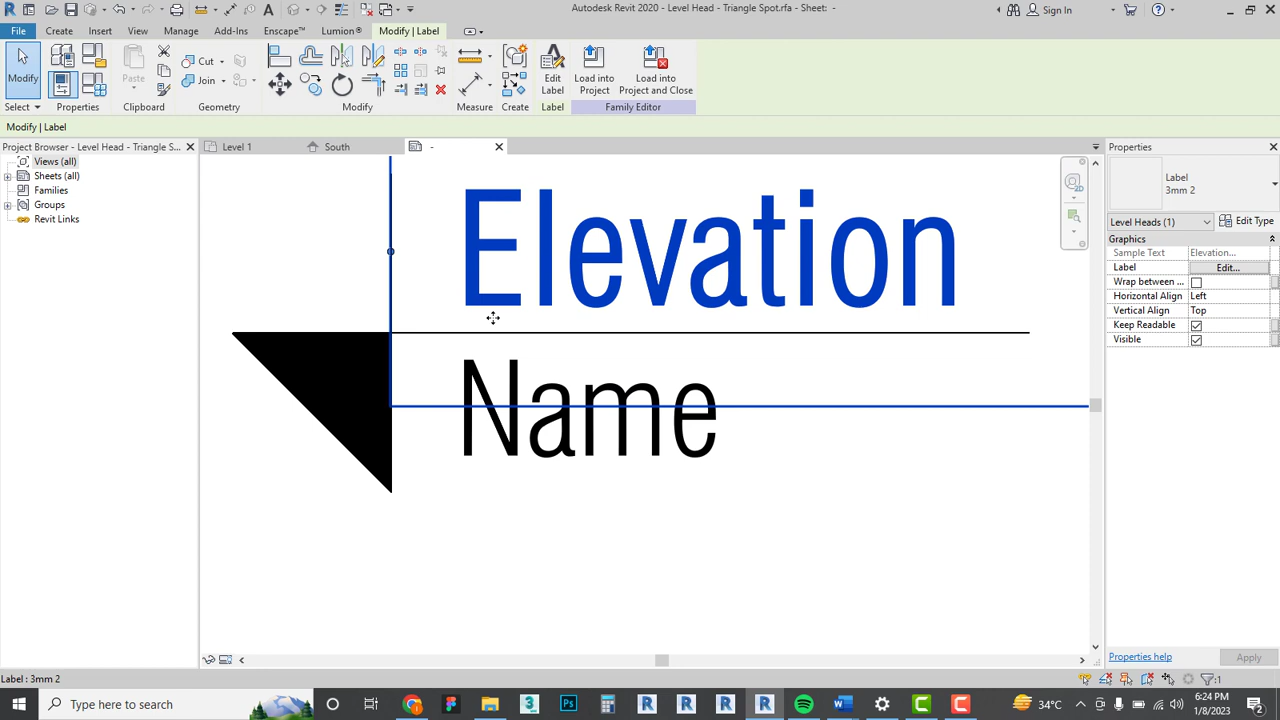 Autodesk Revit 2020 - Level Head - Triangle Spot.rfa - Sheet: -
Sign In
File
Create
Insert
View
Manage
Add-Ins
Enscape™
Lumion®
Modify | Label
Modify
Paste
Cut
Join
Edit
Label
Load into
Project
Load into
Project and Close
Select
Properties
Clipboard
Geometry
Modify
Measure
Create
Label
Family Editor
Modify | Label
Project Browser - Level Head - Triangle S...
Level 1
South
-
Properties
Views (all)
Sheets (all)
Families
Groups
Revit Links
Elevation
Name
2D
Label
3mm 2
Level Heads (1)
Edit Type
Graphics
Sample Text
Elevation...
Label
Edit...
Wrap between ...
Horizontal Align
Left
Vertical Align
Top
Keep Readable
Visible
Properties help
Apply
Label : 3mm 2
:1
Type here to search
34°C
6:24 PM
1/8/2023
2